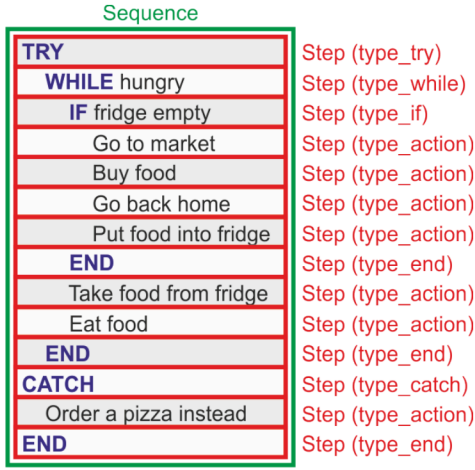 Sequence
TRY Step (type_try)
WHILE hungry Step (type_while)
IF fridge empty Step (type_if)
Go to market Step (type_action)
Buy food Step (type_action)
Go back home Step (type_action)
Put food into fridge Step (type_action)
END Step (type_end)
Take food from fridge Step (type_action)
Eat food Step (type_action)
END Step (type_end)
CATCH Step (type_catch)
Order a pizza instead Step (type_action)
END Step (type_end)